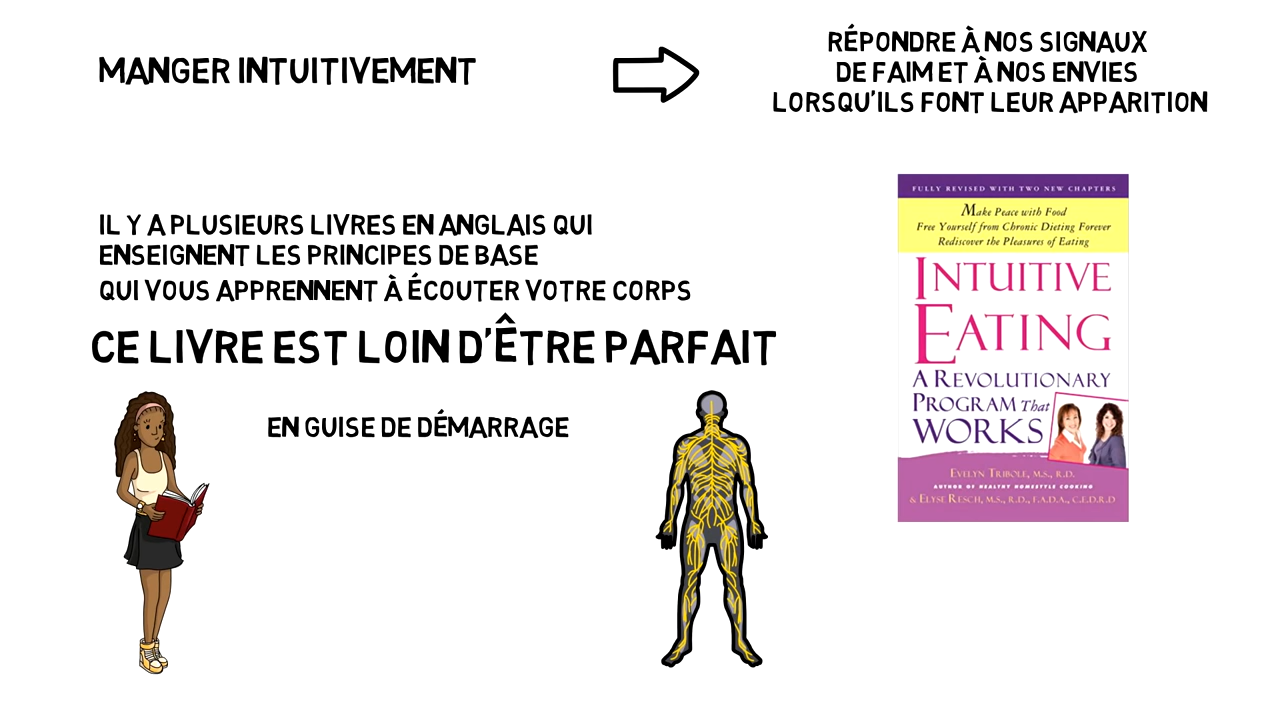 MANGER INTUITIVEMENT
RÉPONDRE À NOS SIGNAUX
DE FAIM ET À NOS ENVIES
LORSQU'ILS FONT LEUR APPARITION
IL Y A PLUSIEURS LIVRES EN ANGLAIS QUI
ENSEIGNENT LES PRINCIPES DE BASE
QUI VOUS APPRENNENT À ÉCOUTER VOTRE CORPS
CE LIVRE EST LOIN D'ÊTRE PARFAIT
EN GUISE DE DÉMARRAGE
FULLY REVISED WITH TWO NEW CHAPTERS
Make Peace with Food
Free Yourself from Chronic Dieting Forever
Rediscover the Pleasures of Eating
INTUITIVE
EATING
A REVOLUTIONARY
PROGRAM That
WORKS
EVELYN TRIBOLE, M.S., R.D.
AUTHOR OF HEALTHY HOMESTYLE COOKING
& ELYSE RESCH, M.S., R.D., F.A.D.A., C.E.D.R.D